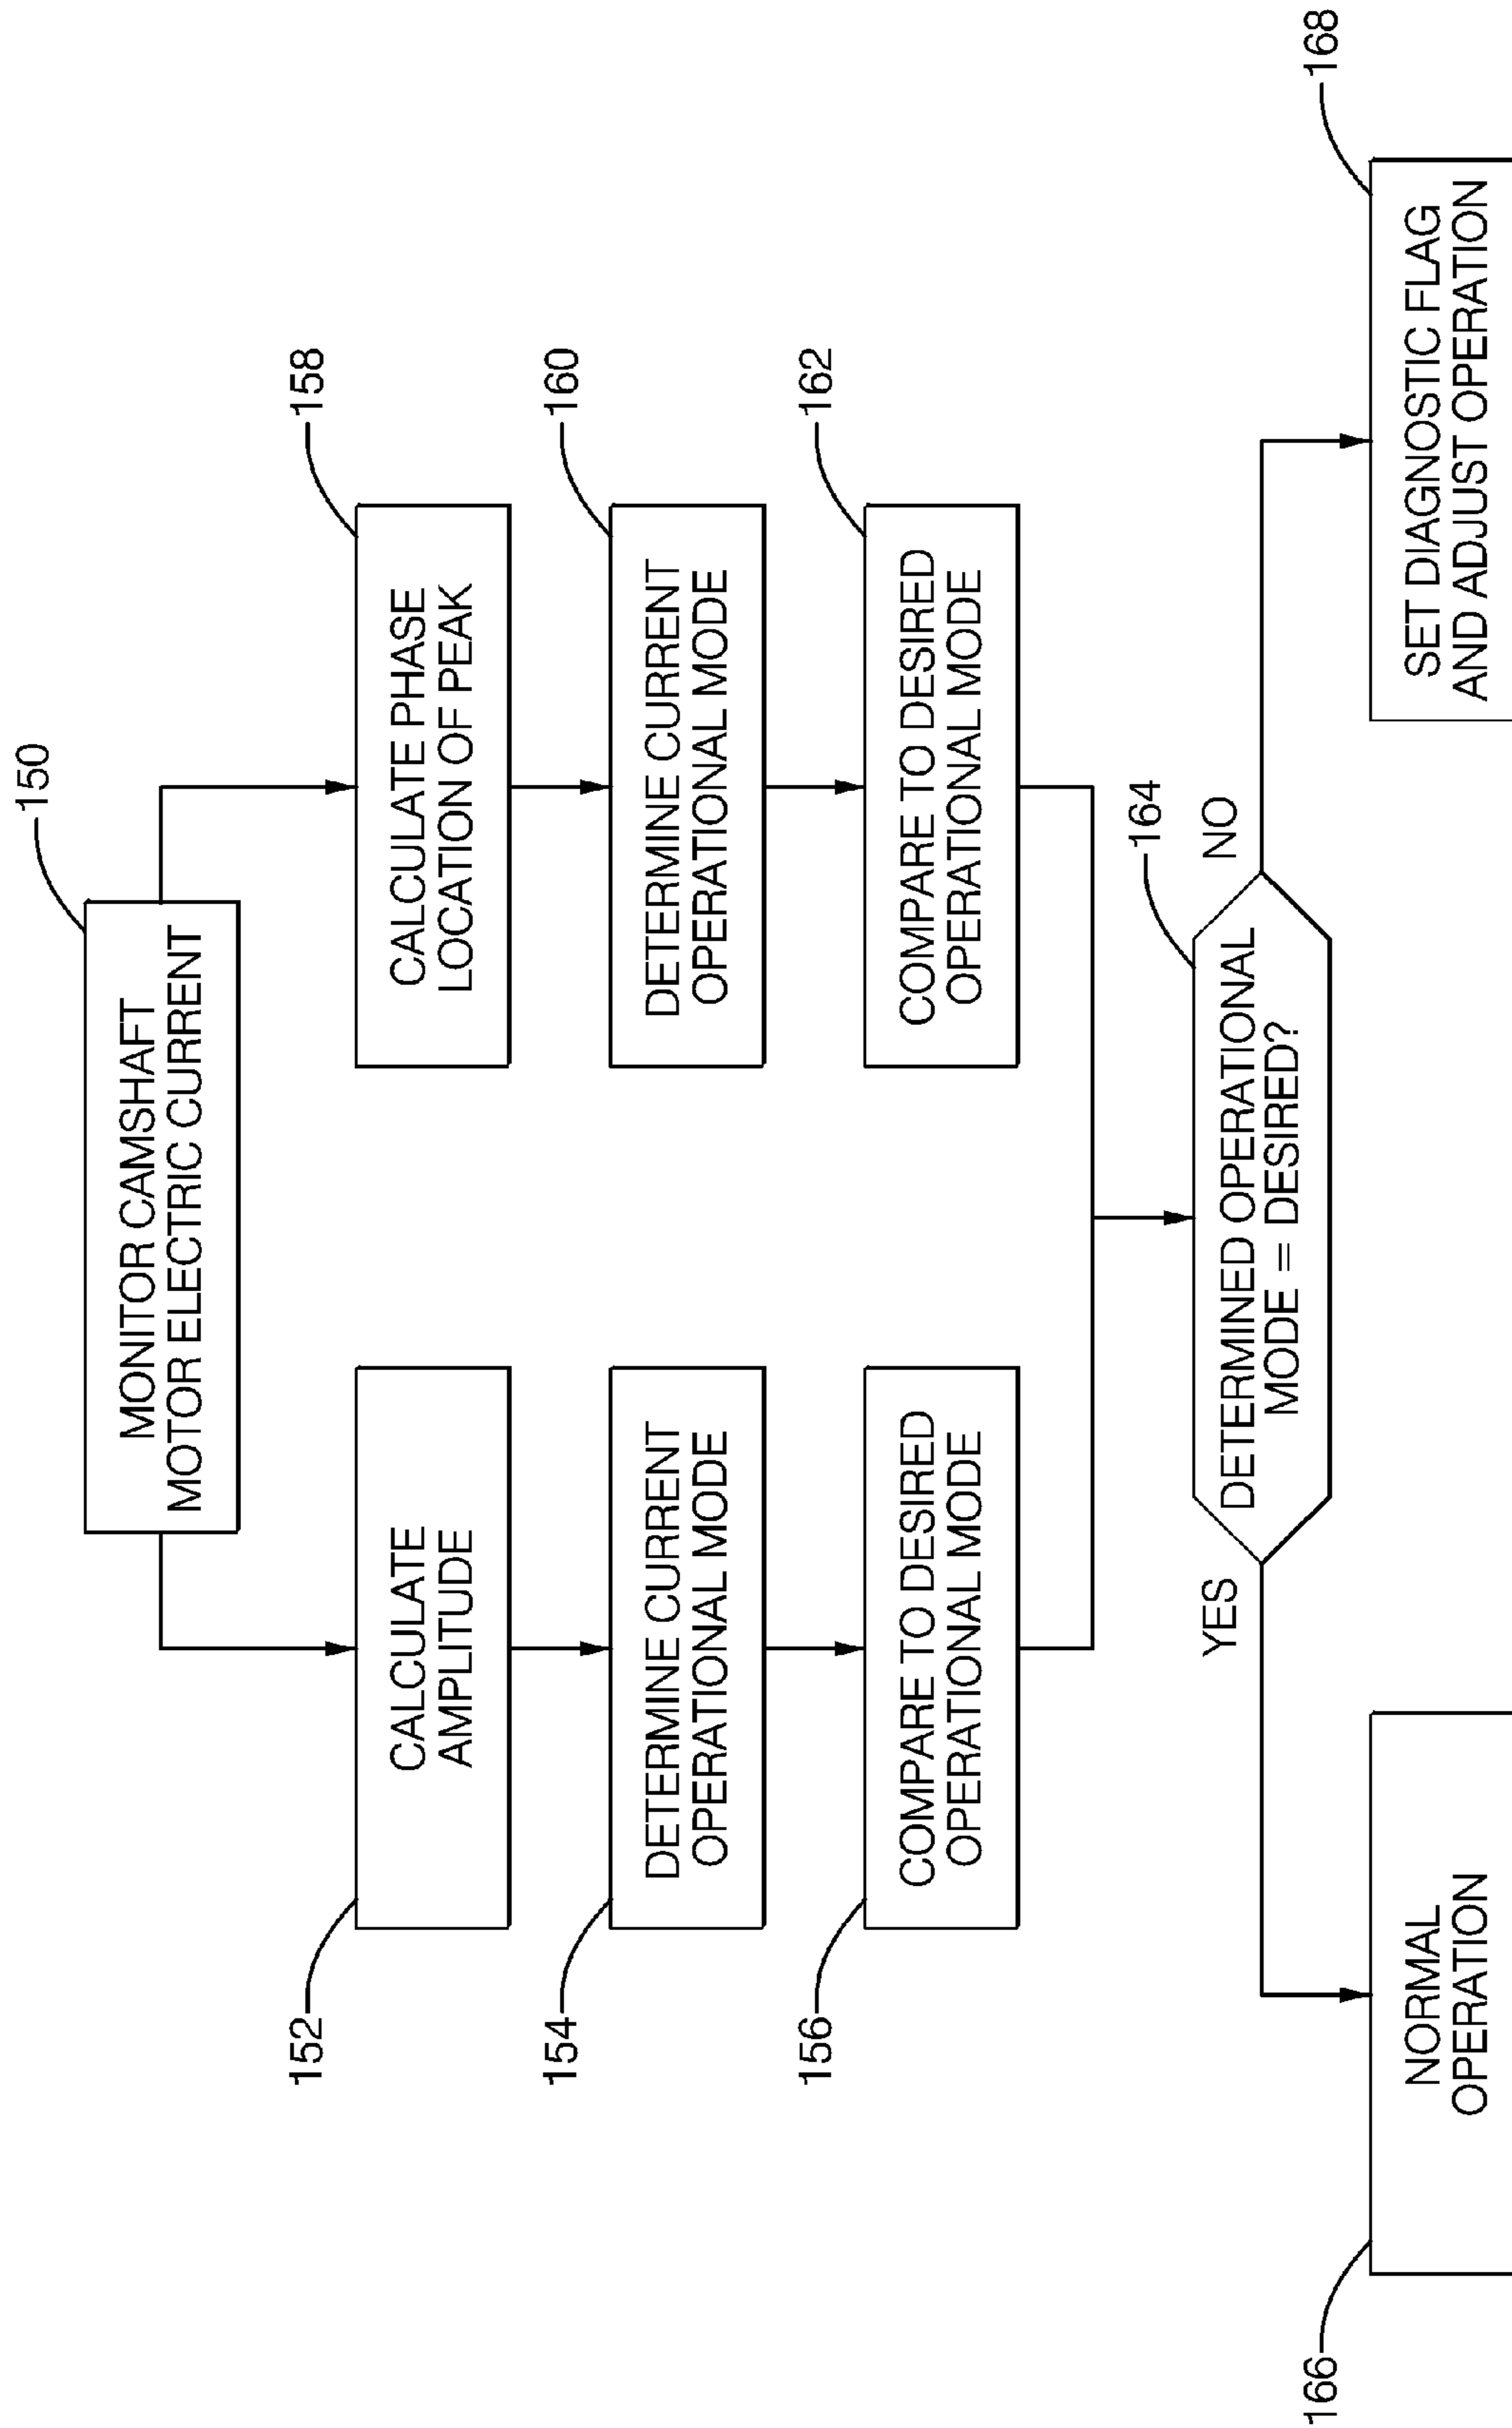 150
MONITOR CAMSHAFT
MOTOR ELECTRIC CURRENT
152
CALCULATE
AMPLITUDE
158
CALCULATE PHASE
LOCATION OF PEAK
154
DETERMINE CURRENT
OPERATIONAL MODE
160
DETERMINE CURRENT
OPERATIONAL MODE
156
COMPARE TO DESIRED
OPERATIONAL MODE
162
COMPARE TO DESIRED
OPERATIONAL MODE
164
YES
DETERMINED OPERATIONAL
MODE = DESIRED?
NO
166
NORMAL
OPERATION
168
SET DIAGNOSTIC FLAG
AND ADJUST OPERATION